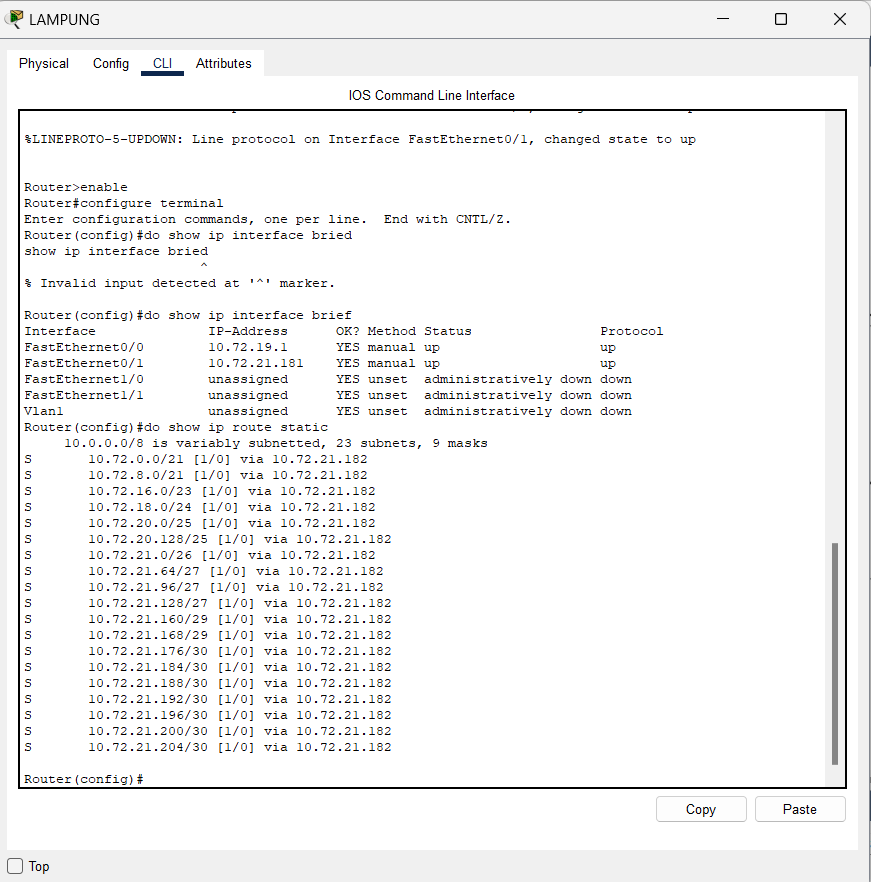 LAMPUNG
Physical Config CLI Attributes
IOS Command Line Interface
%LINEPROTO-5-UPDOWN: Line protocol on Interface FastEthernet0/1, changed state to up
Router>enable
Router#configure terminal
Enter configuration commands, one per line.  End with CNTL/Z.
Router(config)#do show ip interface bried
show ip interface bried
^
% Invalid input detected at '^' marker.
Router(config)#do show ip interface brief
Interface              IP-Address      OK? Method Status                Protocol
FastEthernet0/0        10.72.19.1      YES manual up                    up
FastEthernet0/1        10.72.21.181    YES manual up                    up
FastEthernet1/0        unassigned      YES unset  administratively down down
FastEthernet1/1        unassigned      YES unset  administratively down down
Vlan1                  unassigned      YES unset  administratively down down
Router(config)#do show ip route static
10.0.0.0/8 is variably subnetted, 23 subnets, 9 masks
S       10.72.0.0/21 [1/0] via 10.72.21.182
S       10.72.8.0/21 [1/0] via 10.72.21.182
S       10.72.16.0/23 [1/0] via 10.72.21.182
S       10.72.18.0/24 [1/0] via 10.72.21.182
S       10.72.20.0/25 [1/0] via 10.72.21.182
S       10.72.20.128/25 [1/0] via 10.72.21.182
S       10.72.21.0/26 [1/0] via 10.72.21.182
S       10.72.21.64/27 [1/0] via 10.72.21.182
S       10.72.21.96/27 [1/0] via 10.72.21.182
S       10.72.21.128/27 [1/0] via 10.72.21.182
S       10.72.21.160/29 [1/0] via 10.72.21.182
S       10.72.21.168/29 [1/0] via 10.72.21.182
S       10.72.21.176/30 [1/0] via 10.72.21.182
S       10.72.21.184/30 [1/0] via 10.72.21.182
S       10.72.21.188/30 [1/0] via 10.72.21.182
S       10.72.21.192/30 [1/0] via 10.72.21.182
S       10.72.21.196/30 [1/0] via 10.72.21.182
S       10.72.21.200/30 [1/0] via 10.72.21.182
S       10.72.21.204/30 [1/0] via 10.72.21.182
Router(config)#
Copy Paste
Top